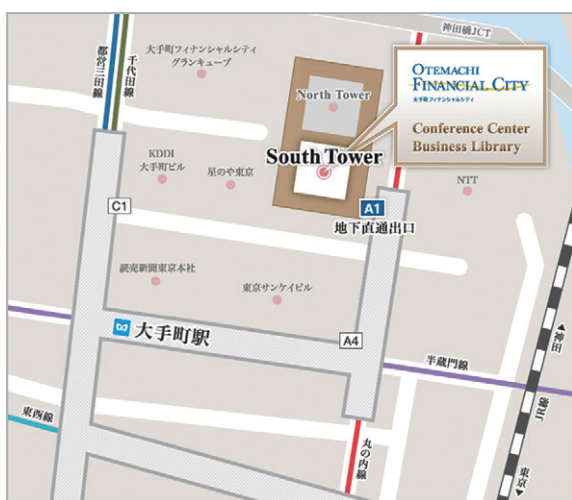 神田橋JCT
都営三田線
千代田線
大手町フィナンシャルシティ
グランキューブ
North Tower
OTEMACHI
FINANCIAL CITY
大手町フィナンシャルシティ
Conference Center
Business Library
South Tower
KDDI
大手町ビル
星のや東京
NTT
C1
A1
地下直通出口
読売新聞東京本社
東京サンケイビル
大手町駅
A4
半蔵門線
▲神田
JR線
東京▼
東西線
丸の内線